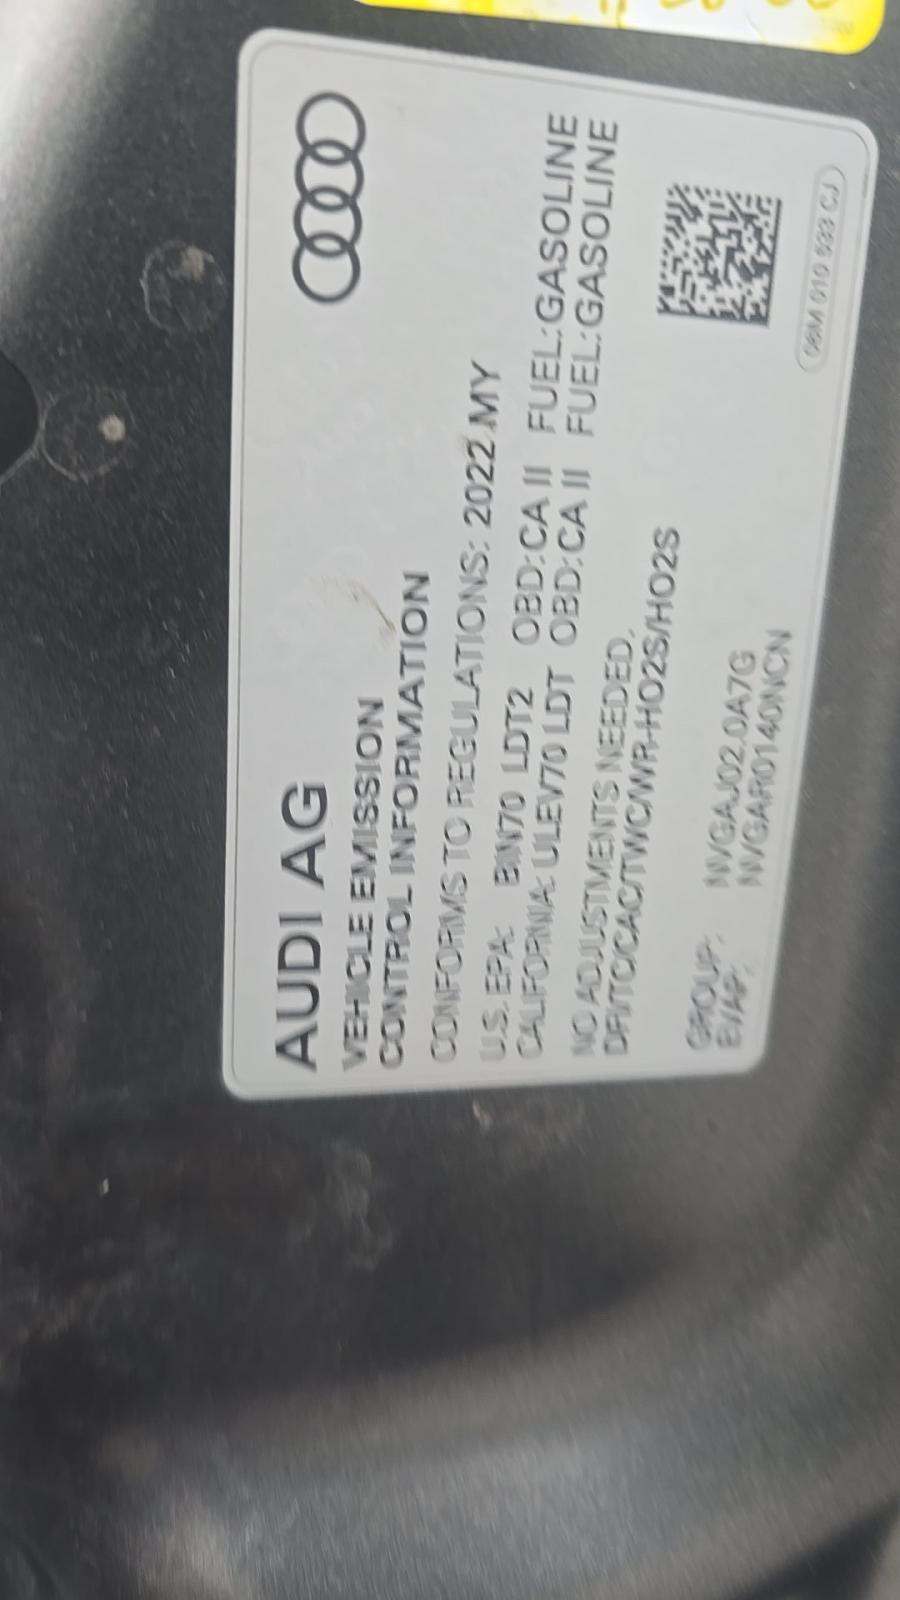 AUDI AG
VEHICLE EMISSION
CONTROL INFORMATION
CONFORMS TO REGULATIONS: 2022 MY
U.S. EPA: BIN70 LDT2 OBD:CA II FUEL:GASOLINE
CALIFORNIA: ULEV70 LDT OBD:CA II FUEL:GASOLINE
NO ADJUSTMENTS NEEDED.
DFI/TC/CAC/TWC/WR-HO2S/HO2S
GROUP: NVGAJ02.0A7G
EVAP: NVGAR0140NCN
06M 010 933 CJ